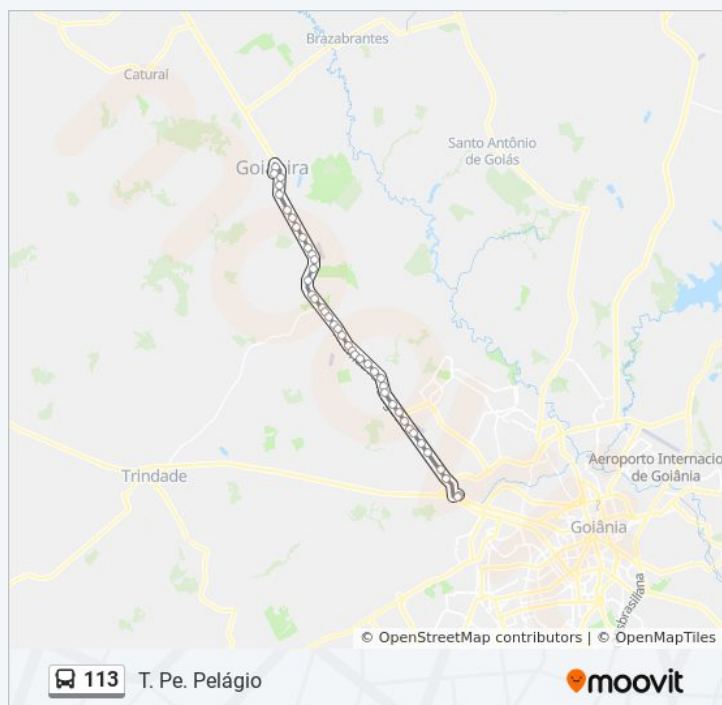 Brazabrantes
Caturaí
Santo Antônio
de Goiás
Trindade
Aeroporto Internacio
de Goiânia
Goiânia
© OpenStreetMap contributors | © OpenMapTiles
113
T. Pe. Pelágio
moovit